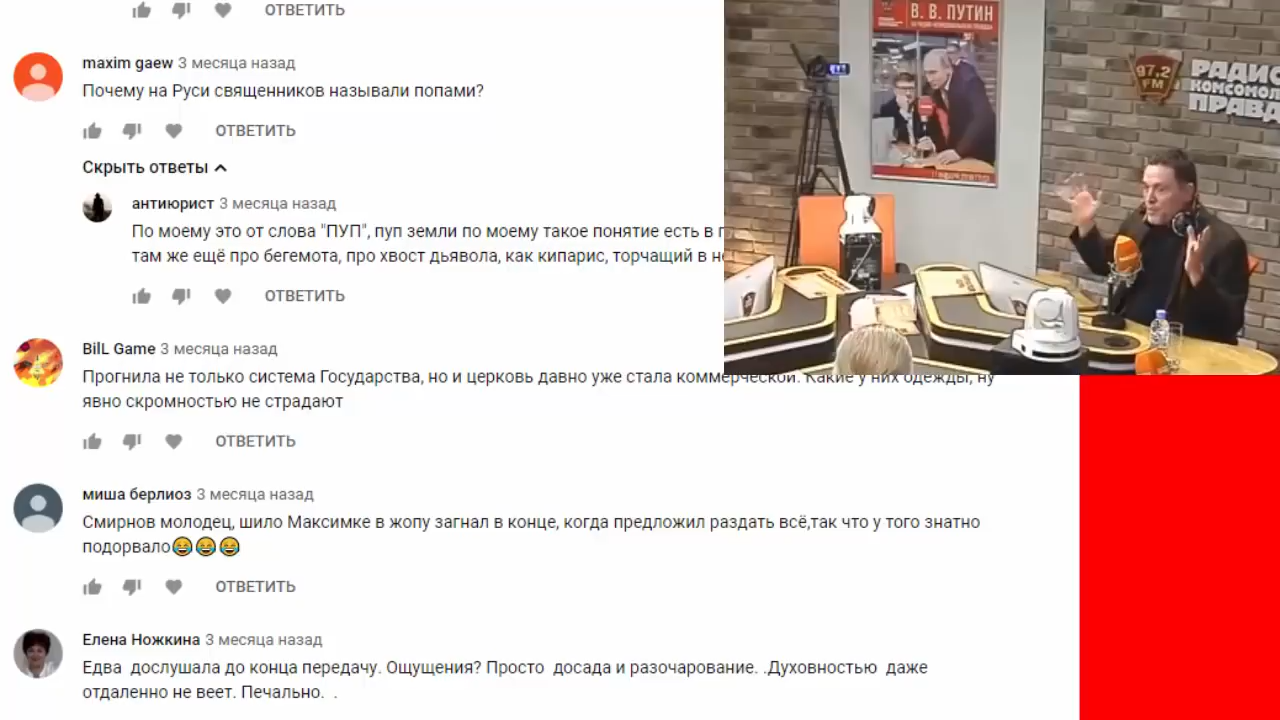 ОТВЕТИТЬ
maxim gaew 3 месяца назад
Почему на Руси священников называли попами?
ОТВЕТИТЬ
Скрыть ответы
антиюрист 3 месяца назад
По моему это от слова "ПУП", пуп земли по моему такое понятие есть в
там же ещё про бегемота, про хвост дьявола, как кипарис, торчащий в
ОТВЕТИТЬ
BilL Game 3 месяца назад
Прогнила не только система Государства, но и церковь давно уже стала коммерческой. Какие у них одежды, ну
явно скромностью не страдают
ОТВЕТИТЬ
миша берлиоз 3 месяца назад
Смирнов молодец, шило Максимке в жопу загнал в конце, когда предложил раздать всё,так что у того знатно
подорвало😂😂😂
ОТВЕТИТЬ
Елена Ножкина 3 месяца назад
Едва дослушала до конца передачу. Ощущения? Просто досада и разочарование. .Духовностью даже
отдаленно не веет. Печально. .
В. В. ПУТИН
97,2
FM
РАДИО
КОМСОМОЛ
ПРАВД